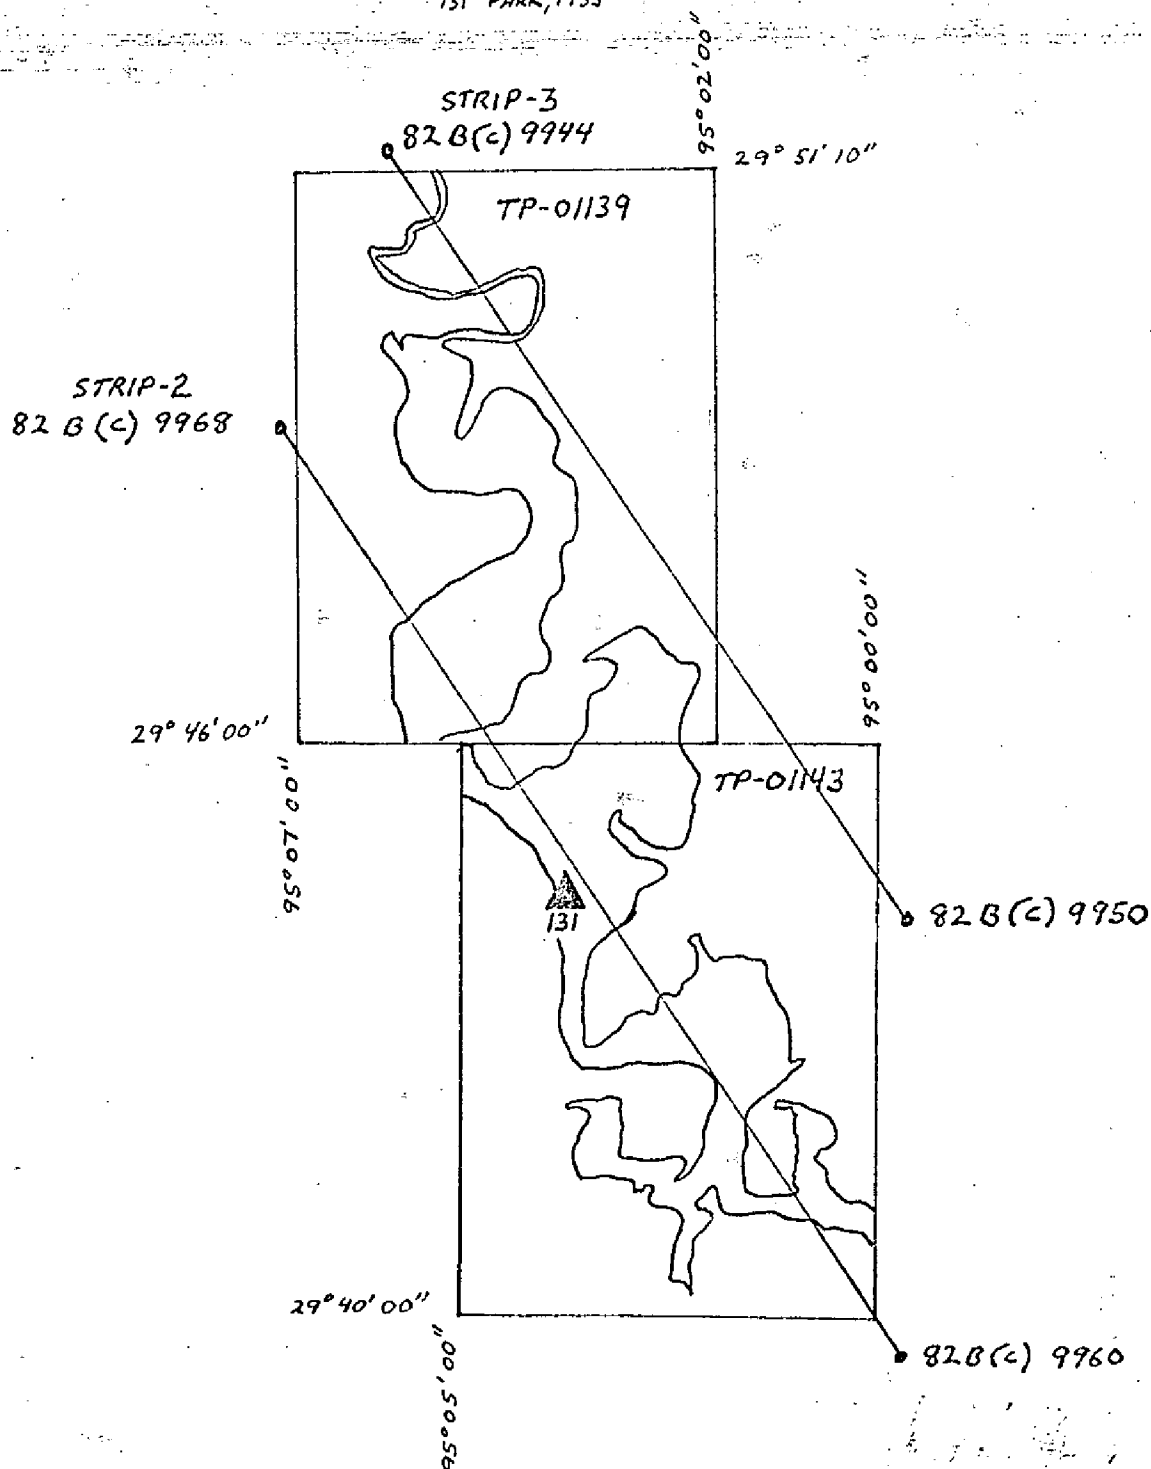 STRIP-3
82 B(c) 9944
95° 02' 00"
29° 51' 10"
TP-01139
STRIP-2
82 B (c) 9968
95° 00' 00"
29° 46' 00"
95° 07' 00"
TP-01143
131
82 B (c) 9950
29° 40' 00"
95° 05' 00"
82 B (c) 9960